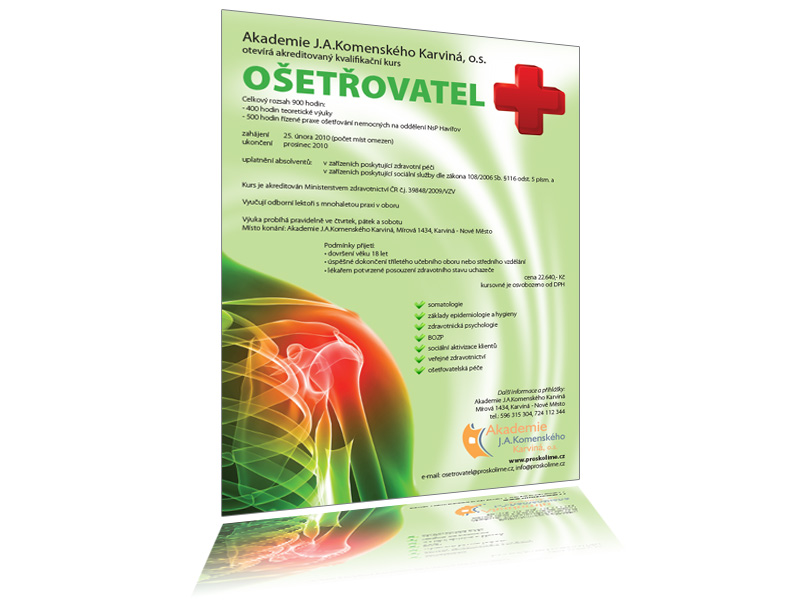 Akademie J.A.Komenského Karviná, o.s.
otevírá akreditovaný kvalifikační kurs
OŠETŘOVATEL
Celkový rozsah 900 hodin:
- 400 hodin teoretické výuky
- 500 hodin řízené praxe ošetřování nemocných na oddělení NsP Havířov
zahájení 25. února 2010 (počet míst omezen)
ukončení prosinec 2010
uplatnění absolventů: v zařízeních poskytující zdravotní péči
v zařízeních poskytující sociální služby dle zákona 108/2006 Sb. §116 odst. 5 písm. a
Kurs je akreditován Ministerstvem zdravotnictví ČR č.j. 39848/2009/VZV
Vyučují odborní lektoři s mnohaletou praxi v oboru
Výuka probíhá pravidelně ve čtvrtek, pátek a sobotu
Místo konání: Akademie J.A.Komenského Karviná, Mírová 1434, Karviná - Nové Město
Podmínky přijetí:
• dovršení věku 18 let
• úspěšné dokončení tříletého učebního oboru nebo středního vzdělání
• lékařem potvrzené posouzení zdravotního stavu uchazeče
cena 22.640,- Kč
kursovné je osvobozeno od DPH
somatologie
základy epidemiologie a hygieny
zdravotnická psychologie
BOZP
sociální aktivizace klientů
veřejné zdravotnictví
ošetřovatelská péče
Další informace a přihlášky:
Akademie J.A.Komenského Karviná
Mírová 1434, Karviná - Nové Město
tel.: 596 315 304, 724 112 344
Akademie
J.A.Komenského
Karviná, o.s.
www.proskolime.cz
e-mail: osetrovatel@proskolime.cz, info@proskolime.cz